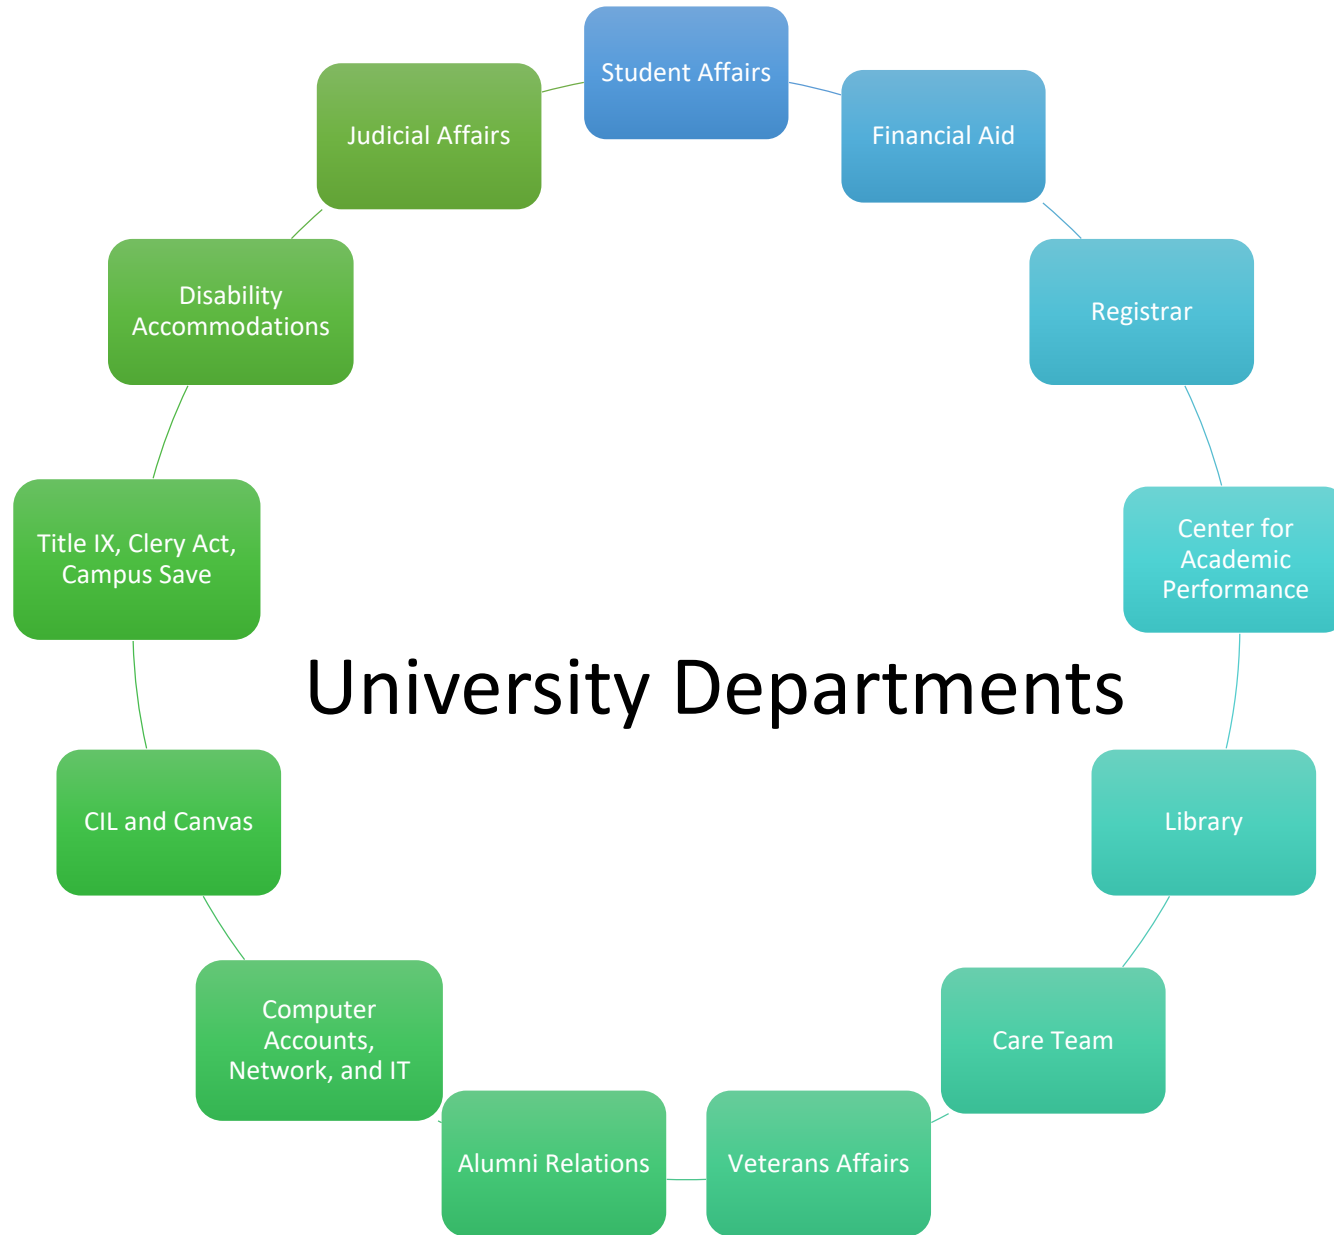 Student Affairs
Financial Aid
Registrar
Center for
Academic
Performance
Library
Care Team
Veterans Affairs
Alumni Relations
Computer
Accounts,
Network, and IT
CIL and Canvas
Title IX, Clery Act,
Campus Save
Disability
Accommodations
Judicial Affairs
University Departments